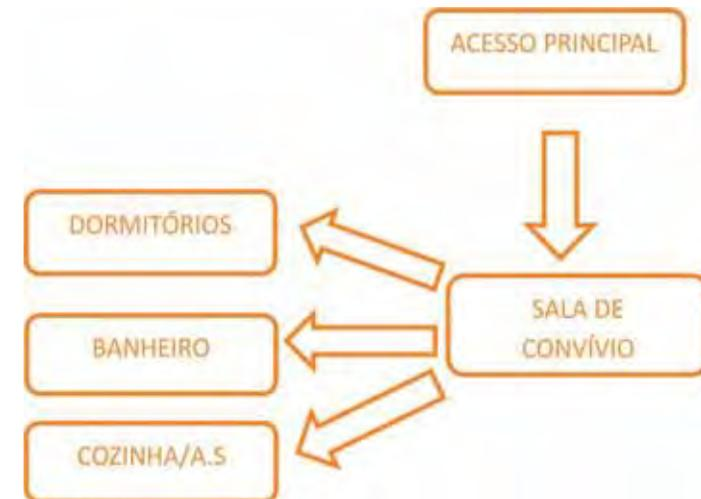 ACESSO PRINCIPAL
DORMITÓRIOS
SALA DE
CONVÍVIO
BANHEIRO
COZINHA/A.S